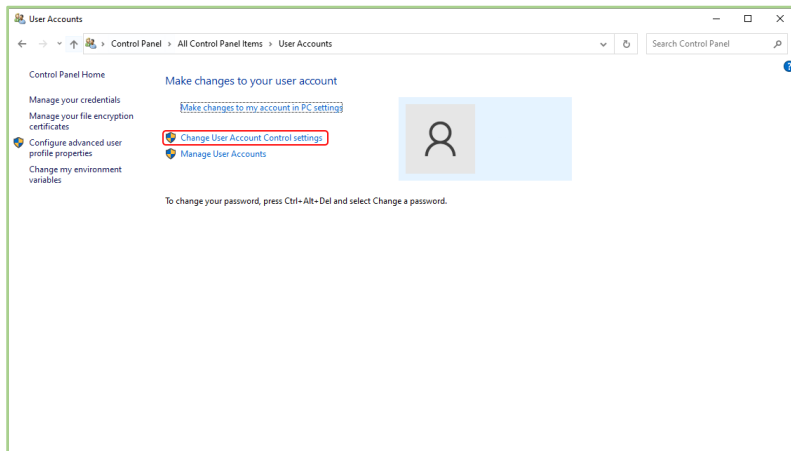 User Accounts
Control Panel > All Control Panel Items > User Accounts
Search Control Panel
Control Panel Home
Manage your credentials
Manage your file encryption
certificates
Configure advanced user
profile properties
Change my environment
variables
Make changes to your user account
Make changes to my account in PC settings
Change User Account Control settings
Manage User Accounts
To change your password, press Ctrl+Alt+Del and select Change a password.
?